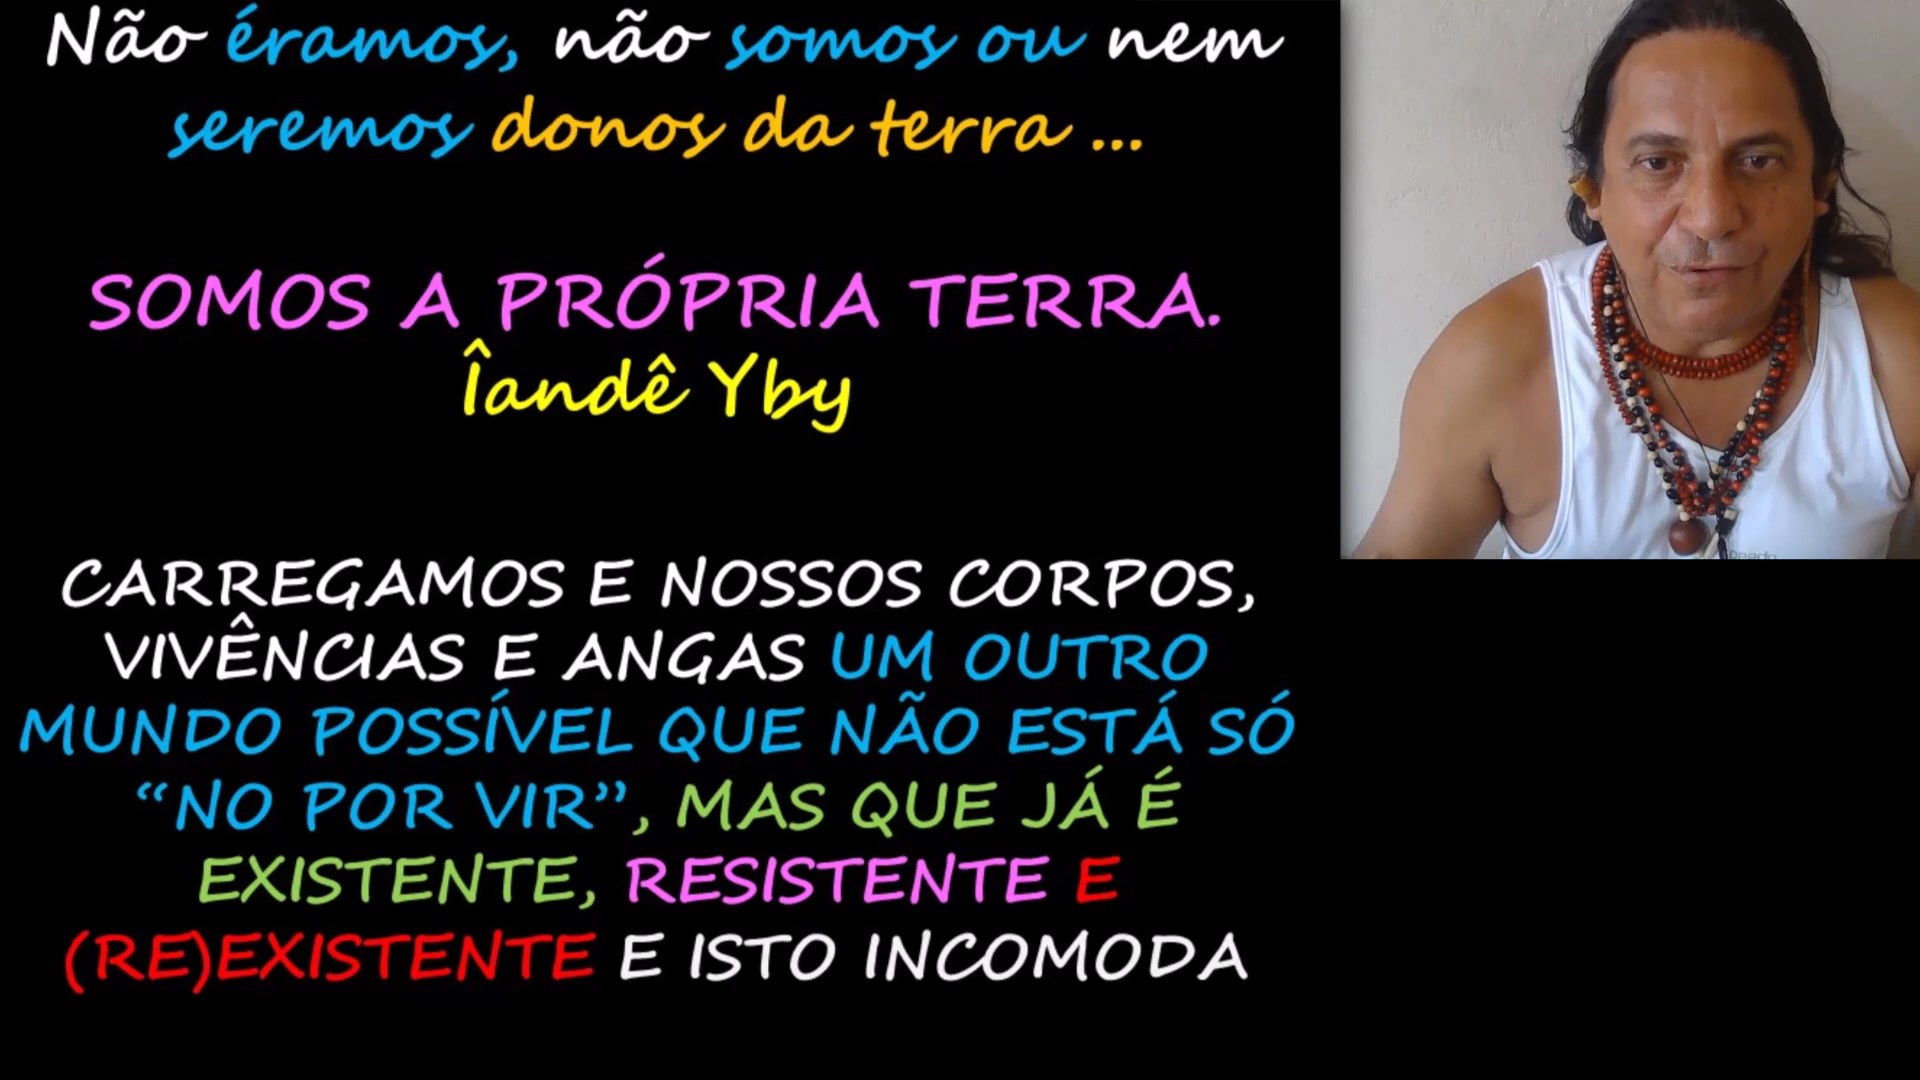 Não éramos, não somos ou nem
seremos donos da terra ...
SOMOS A PRÓPRIA TERRA.
Îandê Yby
CARREGAMOS E NOSSOS CORPOS,
VIVÊNCIAS E ANGAS UM OUTRO
MUNDO POSSÍVEL QUE NÃO ESTÁ SÓ
“NO POR VIR”, MAS QUE JÁ É
EXISTENTE, RESISTENTE E
(RE)EXISTENTE E ISTO INCOMODA